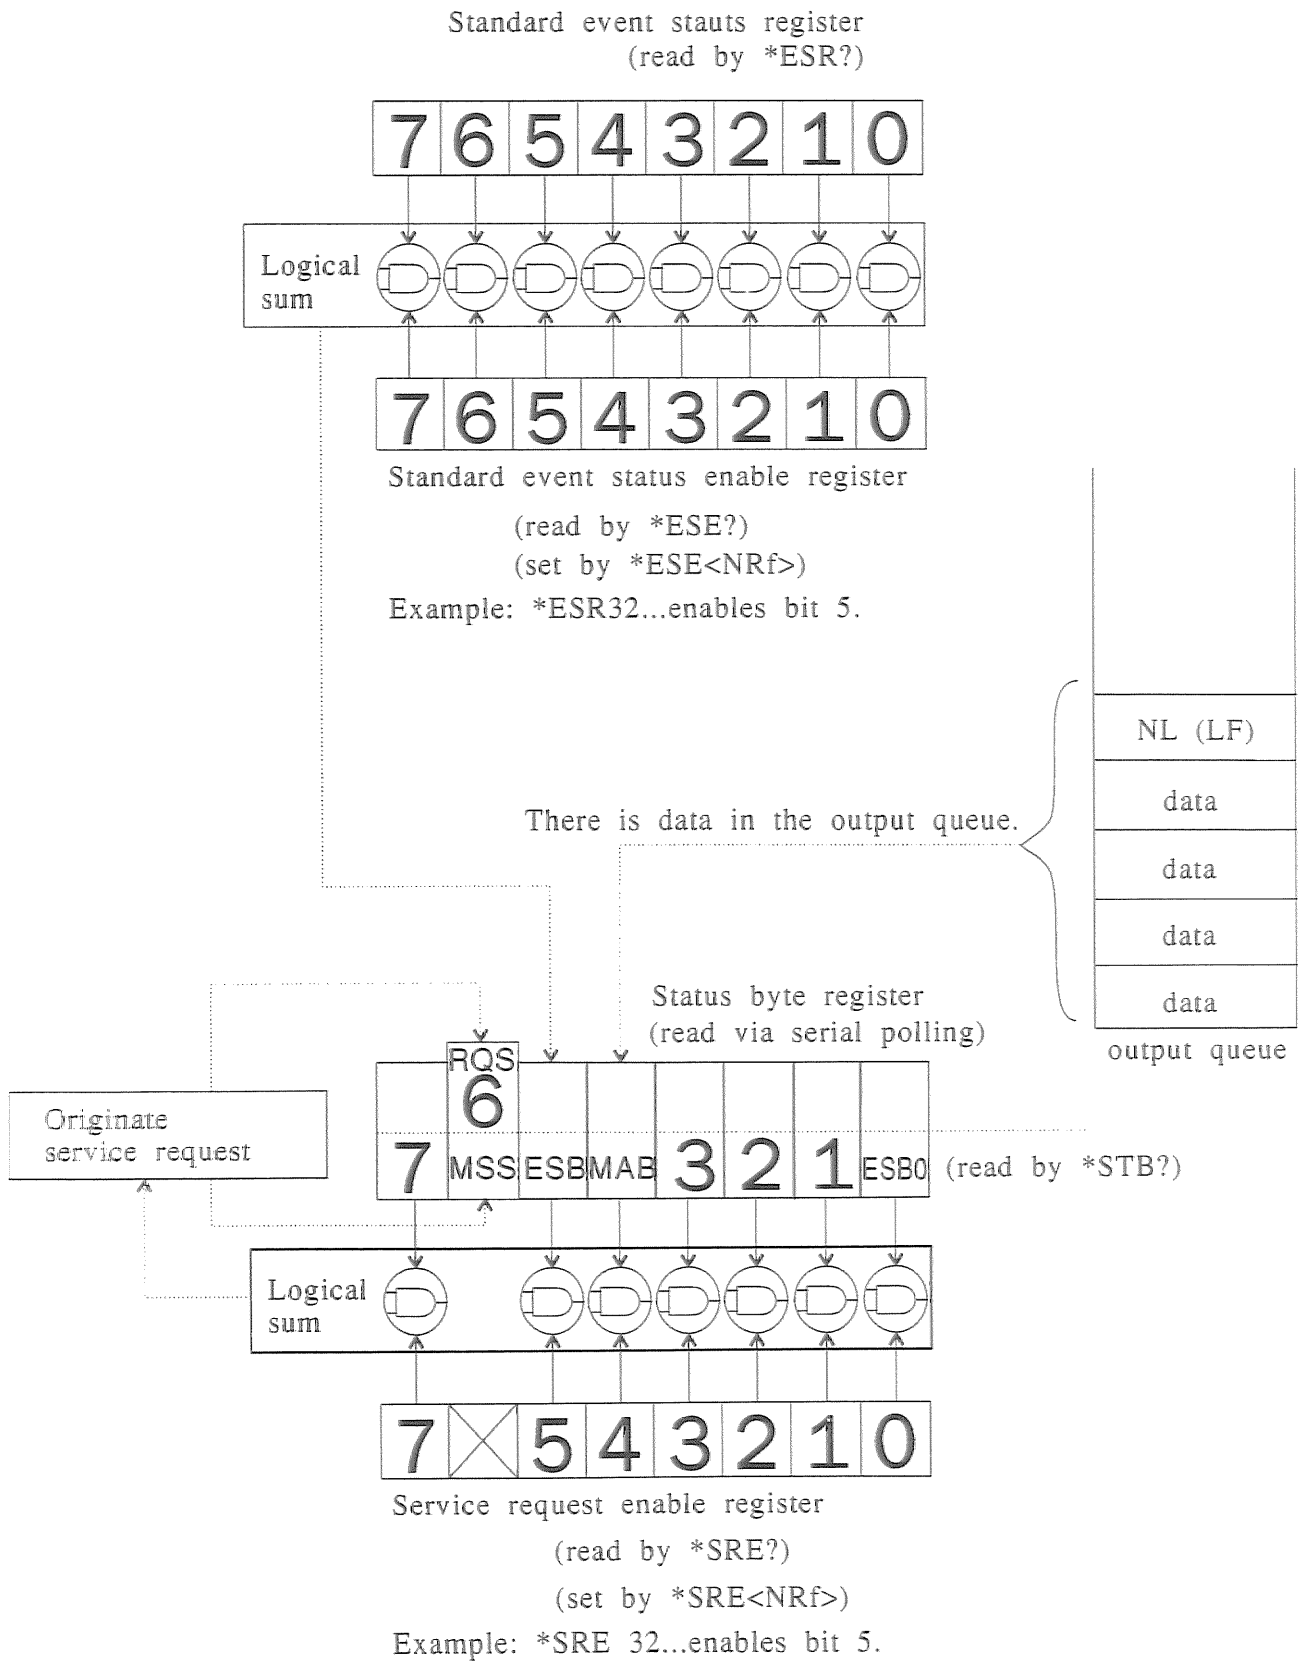 Standard event stauts register
(read by *ESR?)
7 6 5 4 3 2 1 0
Logical
sum
7 6 5 4 3 2 1 0
Standard event status enable register
(read by *ESE?)
(set by *ESE<NRf>)
Example: *ESR32...enables bit 5.
NL (LF)
data
data
data
data
output queue
There is data in the output queue.
Status byte register
(read via serial polling)
RQS
6
7 MSS ESB MAB 3 2 1 ESB0 (read by *STB?)
Originate
service request
Logical
sum
7 5 4 3 2 1 0
Service request enable register
(read by *SRE?)
(set by *SRE<NRf>)
Example: *SRE 32...enables bit 5.